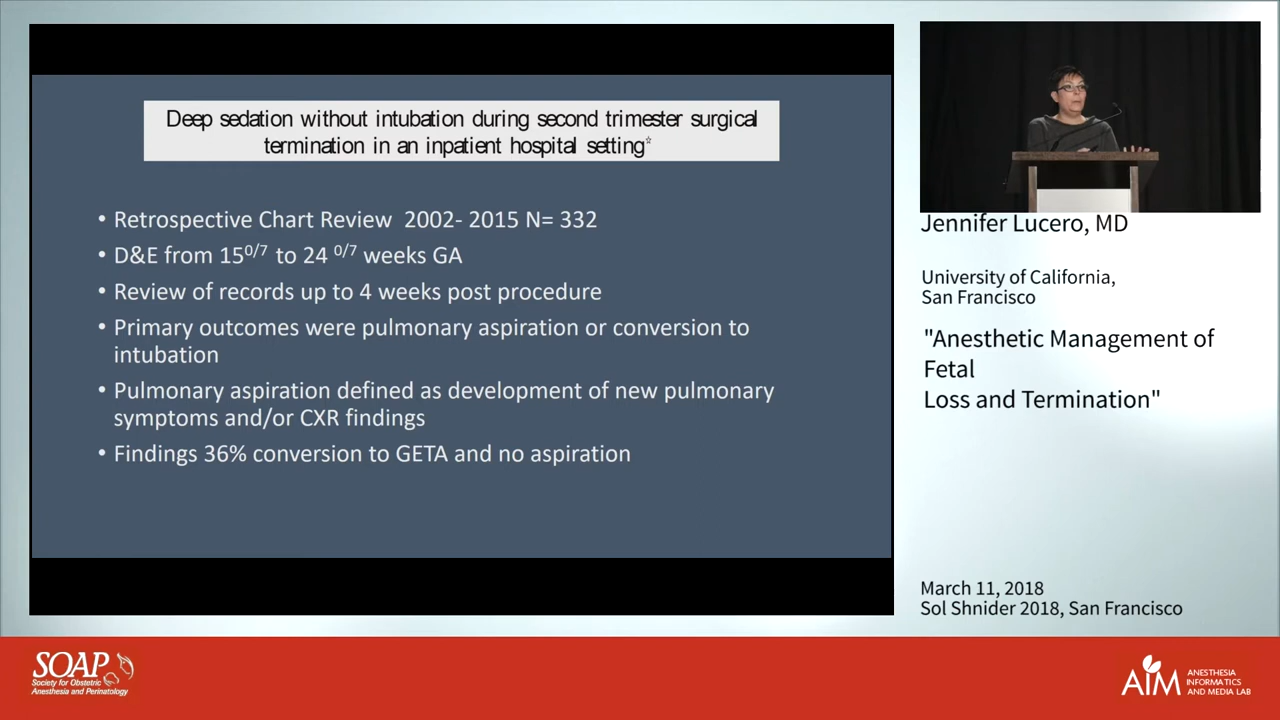 Deep sedation without intubation during second trimester surgical
termination in an inpatient hospital setting☆
• Retrospective Chart Review 2002- 2015 N= 332
• D&E from 15⁰/⁷ to 24 ⁰/⁷ weeks GA
• Review of records up to 4 weeks post procedure
• Primary outcomes were pulmonary aspiration or conversion to
intubation
• Pulmonary aspiration defined as development of new pulmonary
symptoms and/or CXR findings
• Findings 36% conversion to GETA and no aspiration
Jennifer Lucero, MD
University of California,
San Francisco
"Anesthetic Management of
Fetal
Loss and Termination"
March 11, 2018
Sol Shnider 2018, San Francisco
SOAP
Society for Obstetric
Anesthesia and Perinatology
AIM
ANESTHESIA
INFORMATICS
AND MEDIA LAB